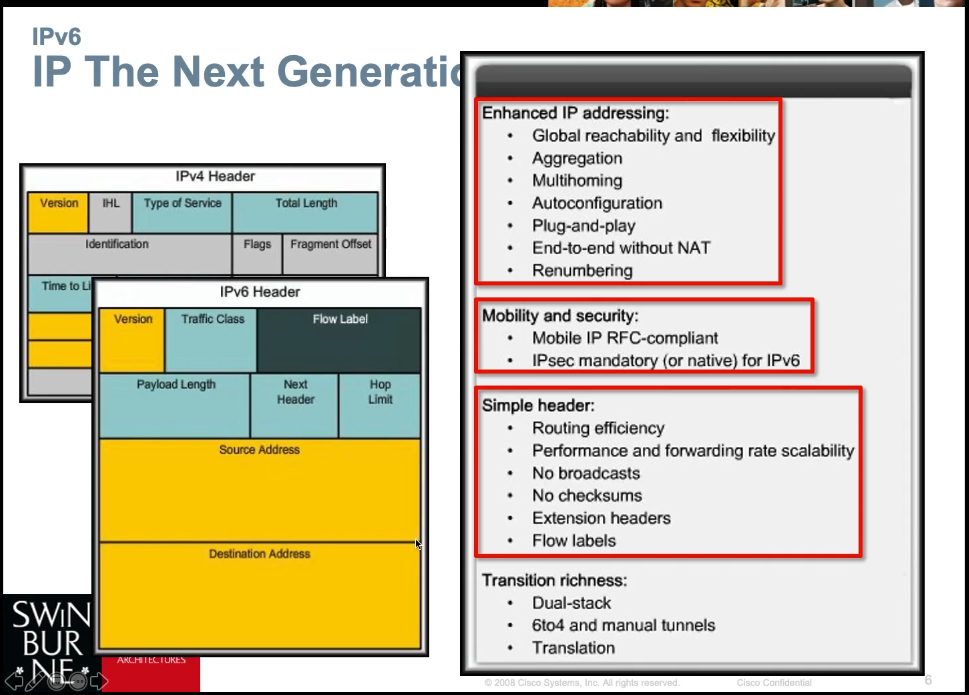 IPv6
IP The Next Generatio
IPv4 Header
Version IHL Type of Service Total Length
Identification Flags Fragment Offset
Time to Li
IPv6 Header
Version Traffic Class Flow Label
Payload Length Next Header Hop Limit
Source Address
Destination Address
Enhanced IP addressing:
• Global reachability and flexibility
• Aggregation
• Multihoming
• Autoconfiguration
• Plug-and-play
• End-to-end without NAT
• Renumbering
Mobility and security:
• Mobile IP RFC-compliant
• IPsec mandatory (or native) for IPv6
Simple header:
• Routing efficiency
• Performance and forwarding rate scalability
• No broadcasts
• No checksums
• Extension headers
• Flow labels
Transition richness:
• Dual-stack
• 6to4 and manual tunnels
• Translation
SWIN
BUR
* NE *
ARCHITECTURES
© 2008 Cisco Systems, Inc. All rights reserved. Cisco Confidential 6